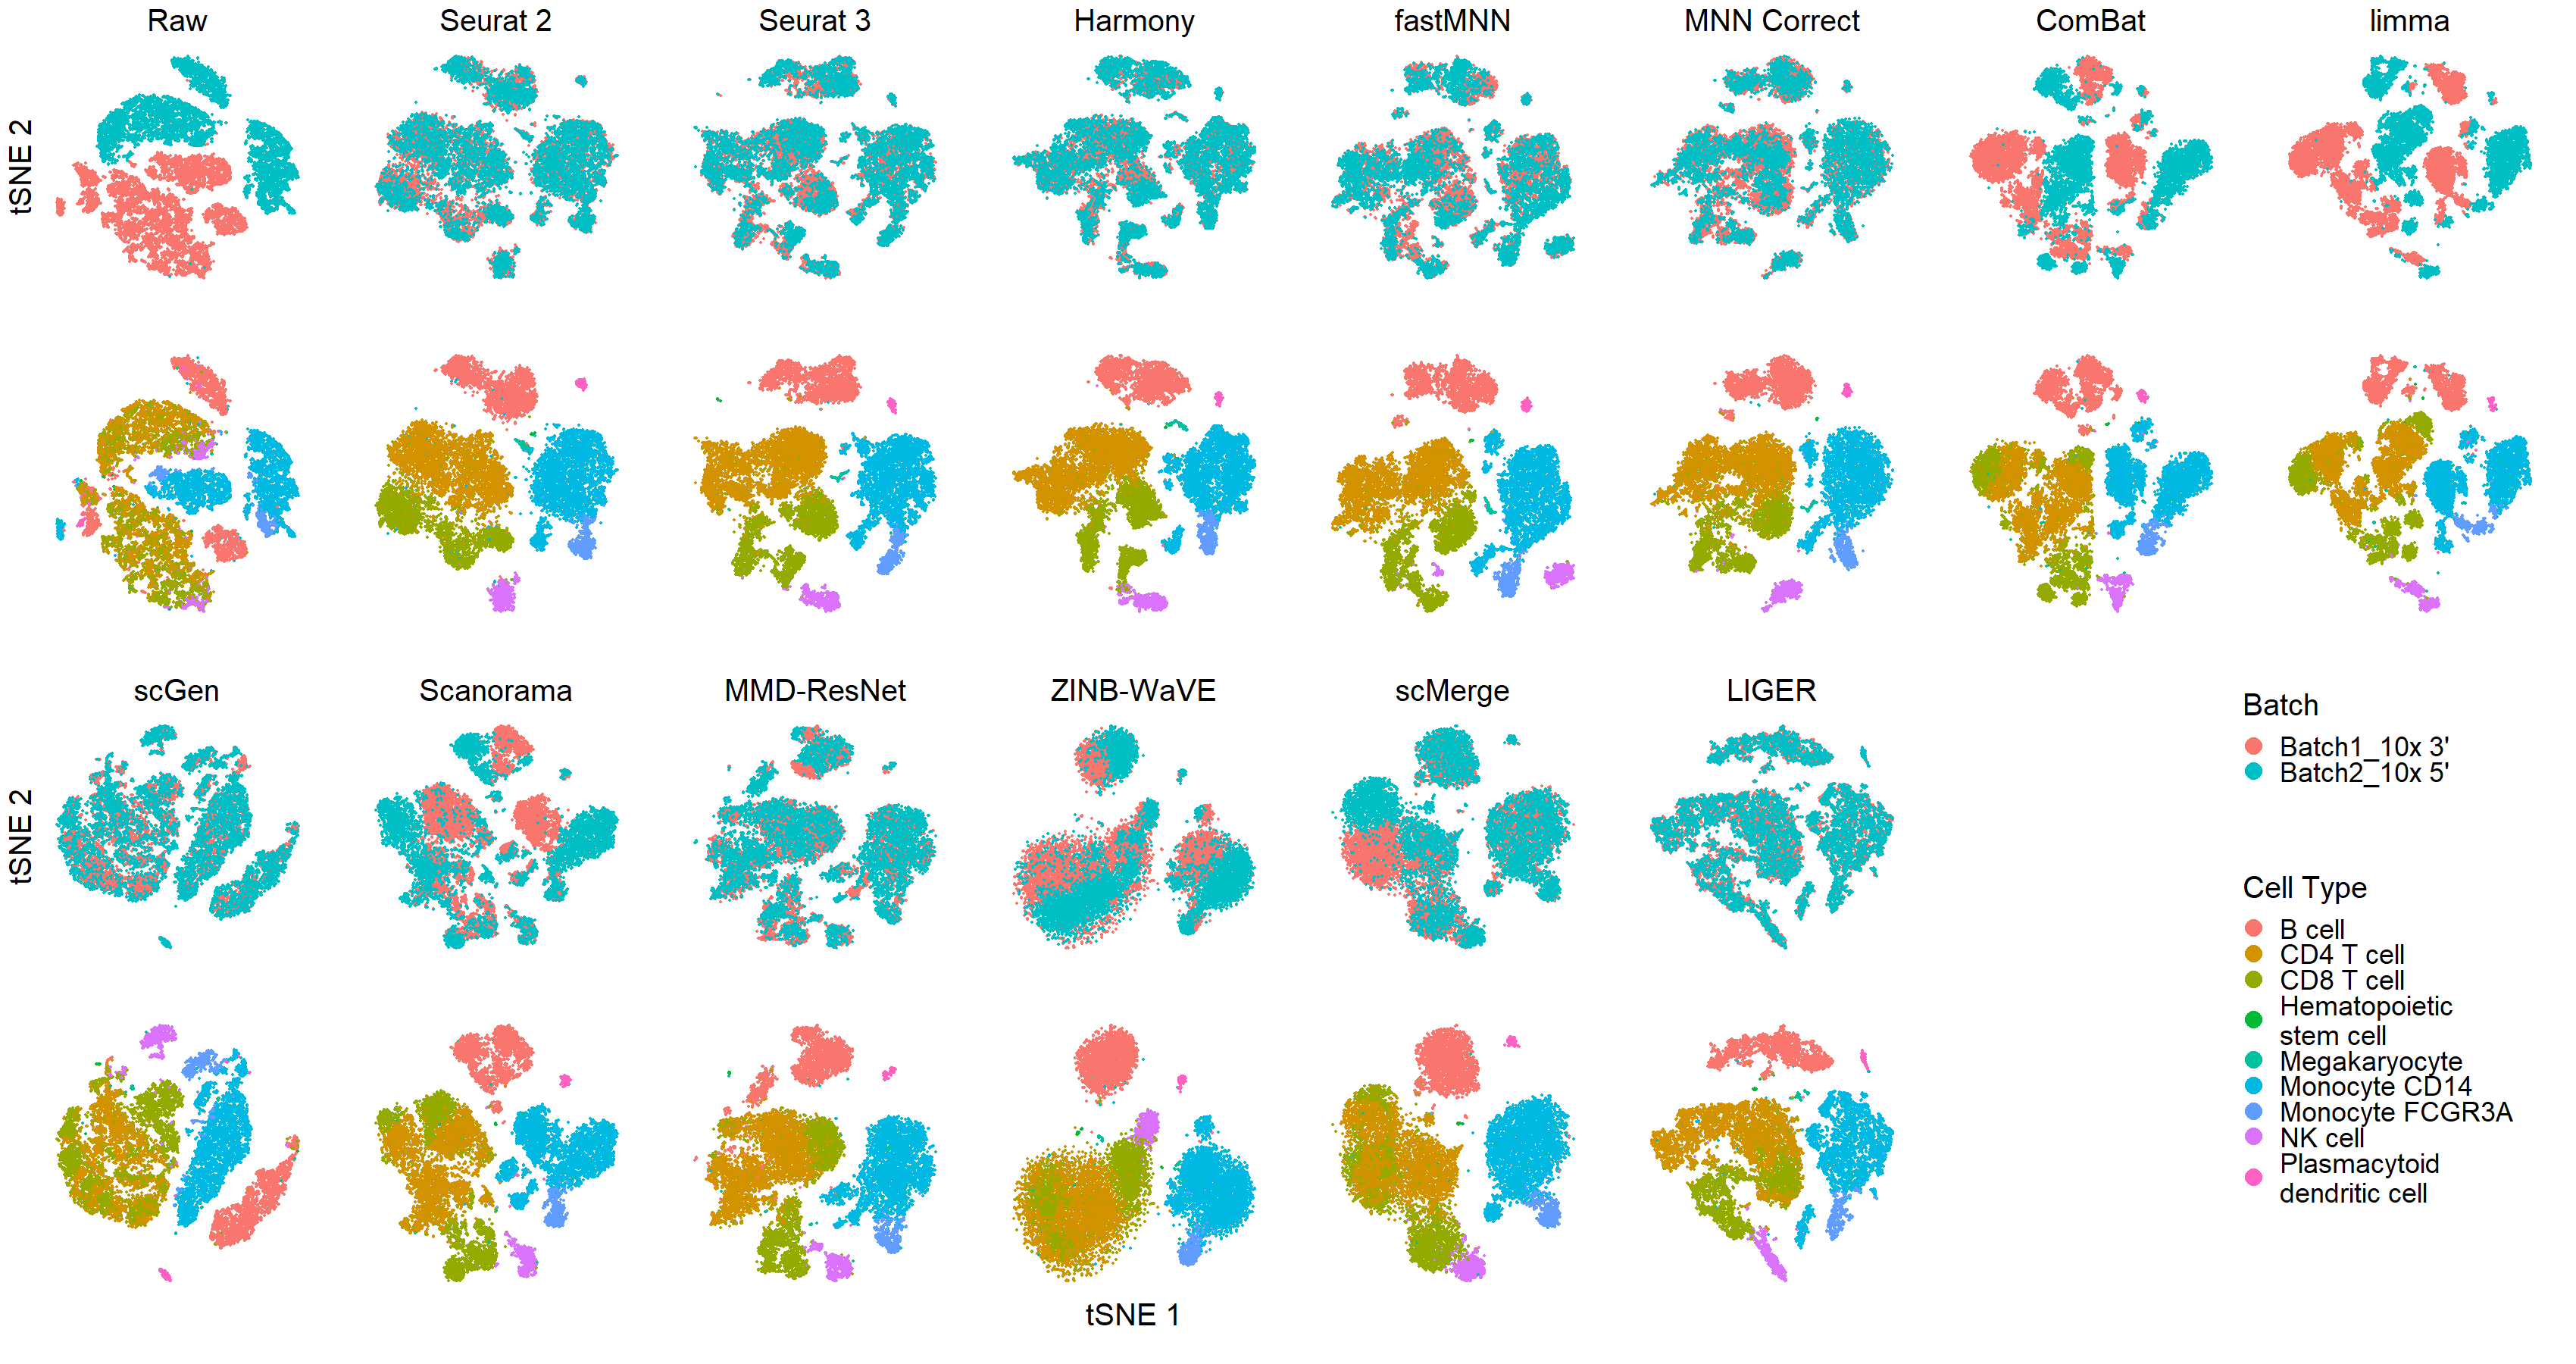 Raw
Seurat 2
Seurat 3
Harmony
fastMNN
MNN Correct
ComBat
limma
tSNE 2
scGen
Scanorama
MMD-ResNet
ZINB-WaVE
scMerge
LIGER
tSNE 2
tSNE 1
Batch
Batch1_10x 3'
Batch2_10x 5'
Cell Type
B cell
CD4 T cell
CD8 T cell
Hematopoietic
stem cell
Megakaryocyte
Monocyte CD14
Monocyte FCGR3A
NK cell
Plasmacytoid
dendritic cell